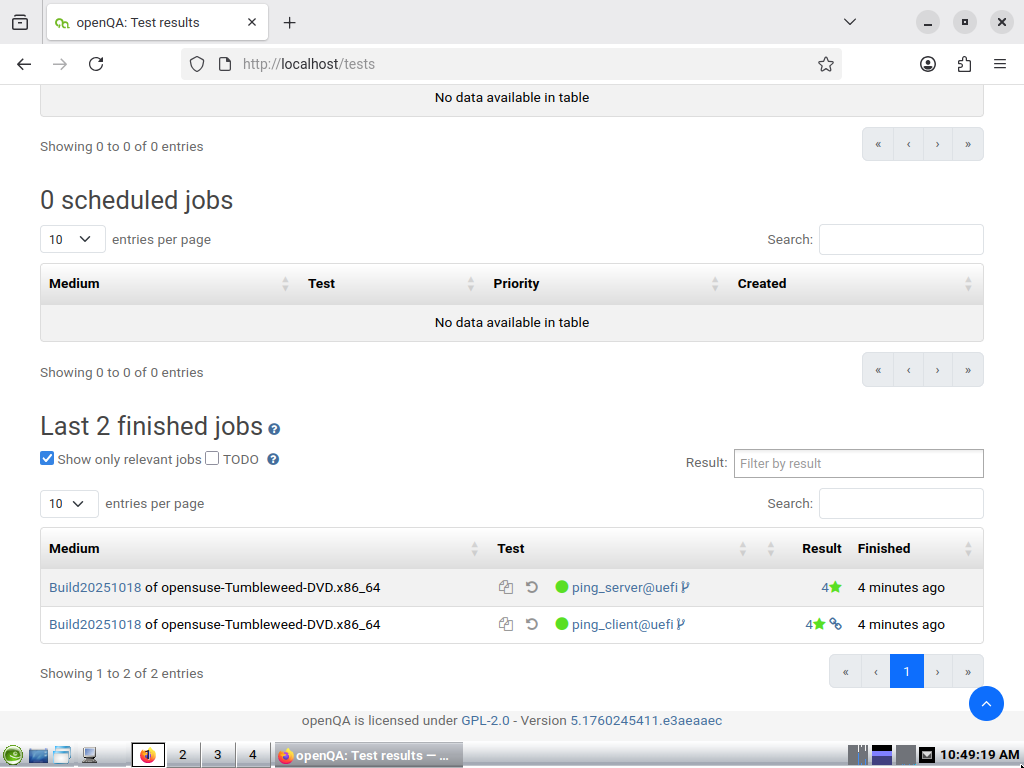 openQA: Test results
http://localhost/tests
No data available in table
Showing 0 to 0 of 0 entries
« ‹ › »
0 scheduled jobs
10 entries per page
Search:
Medium Test Priority Created
No data available in table
Showing 0 to 0 of 0 entries
« ‹ › »
Last 2 finished jobs
Show only relevant jobs TODO
Result: Filter by result
10 entries per page
Search:
Medium Test Result Finished
Build20251018 of opensuse-Tumbleweed-DVD.x86_64 ping_server@uefi 4 4 minutes ago
Build20251018 of opensuse-Tumbleweed-DVD.x86_64 ping_client@uefi 4 4 minutes ago
Showing 1 to 2 of 2 entries
« ‹ 1 › »
openQA is licensed under GPL-2.0 - Version 5.1760245411.e3aeaaec
1 2 3 4 openQA: Test results — ... 10:49:19 AM